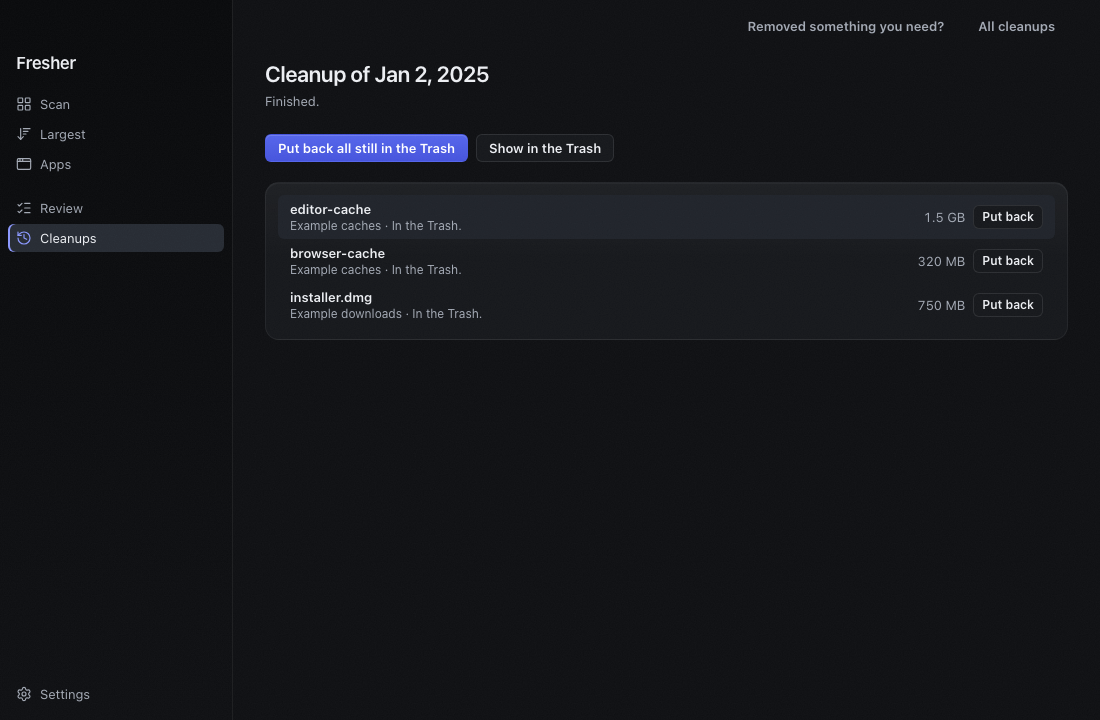 Removed something you need?
All cleanups
Fresher
Scan
Largest
Apps
Review
Cleanups
Settings
Cleanup of Jan 2, 2025
Finished.
Put back all still in the Trash
Show in the Trash
editor-cache
Example caches · In the Trash.
1.5 GB
Put back
browser-cache
Example caches · In the Trash.
320 MB
Put back
installer.dmg
Example downloads · In the Trash.
750 MB
Put back